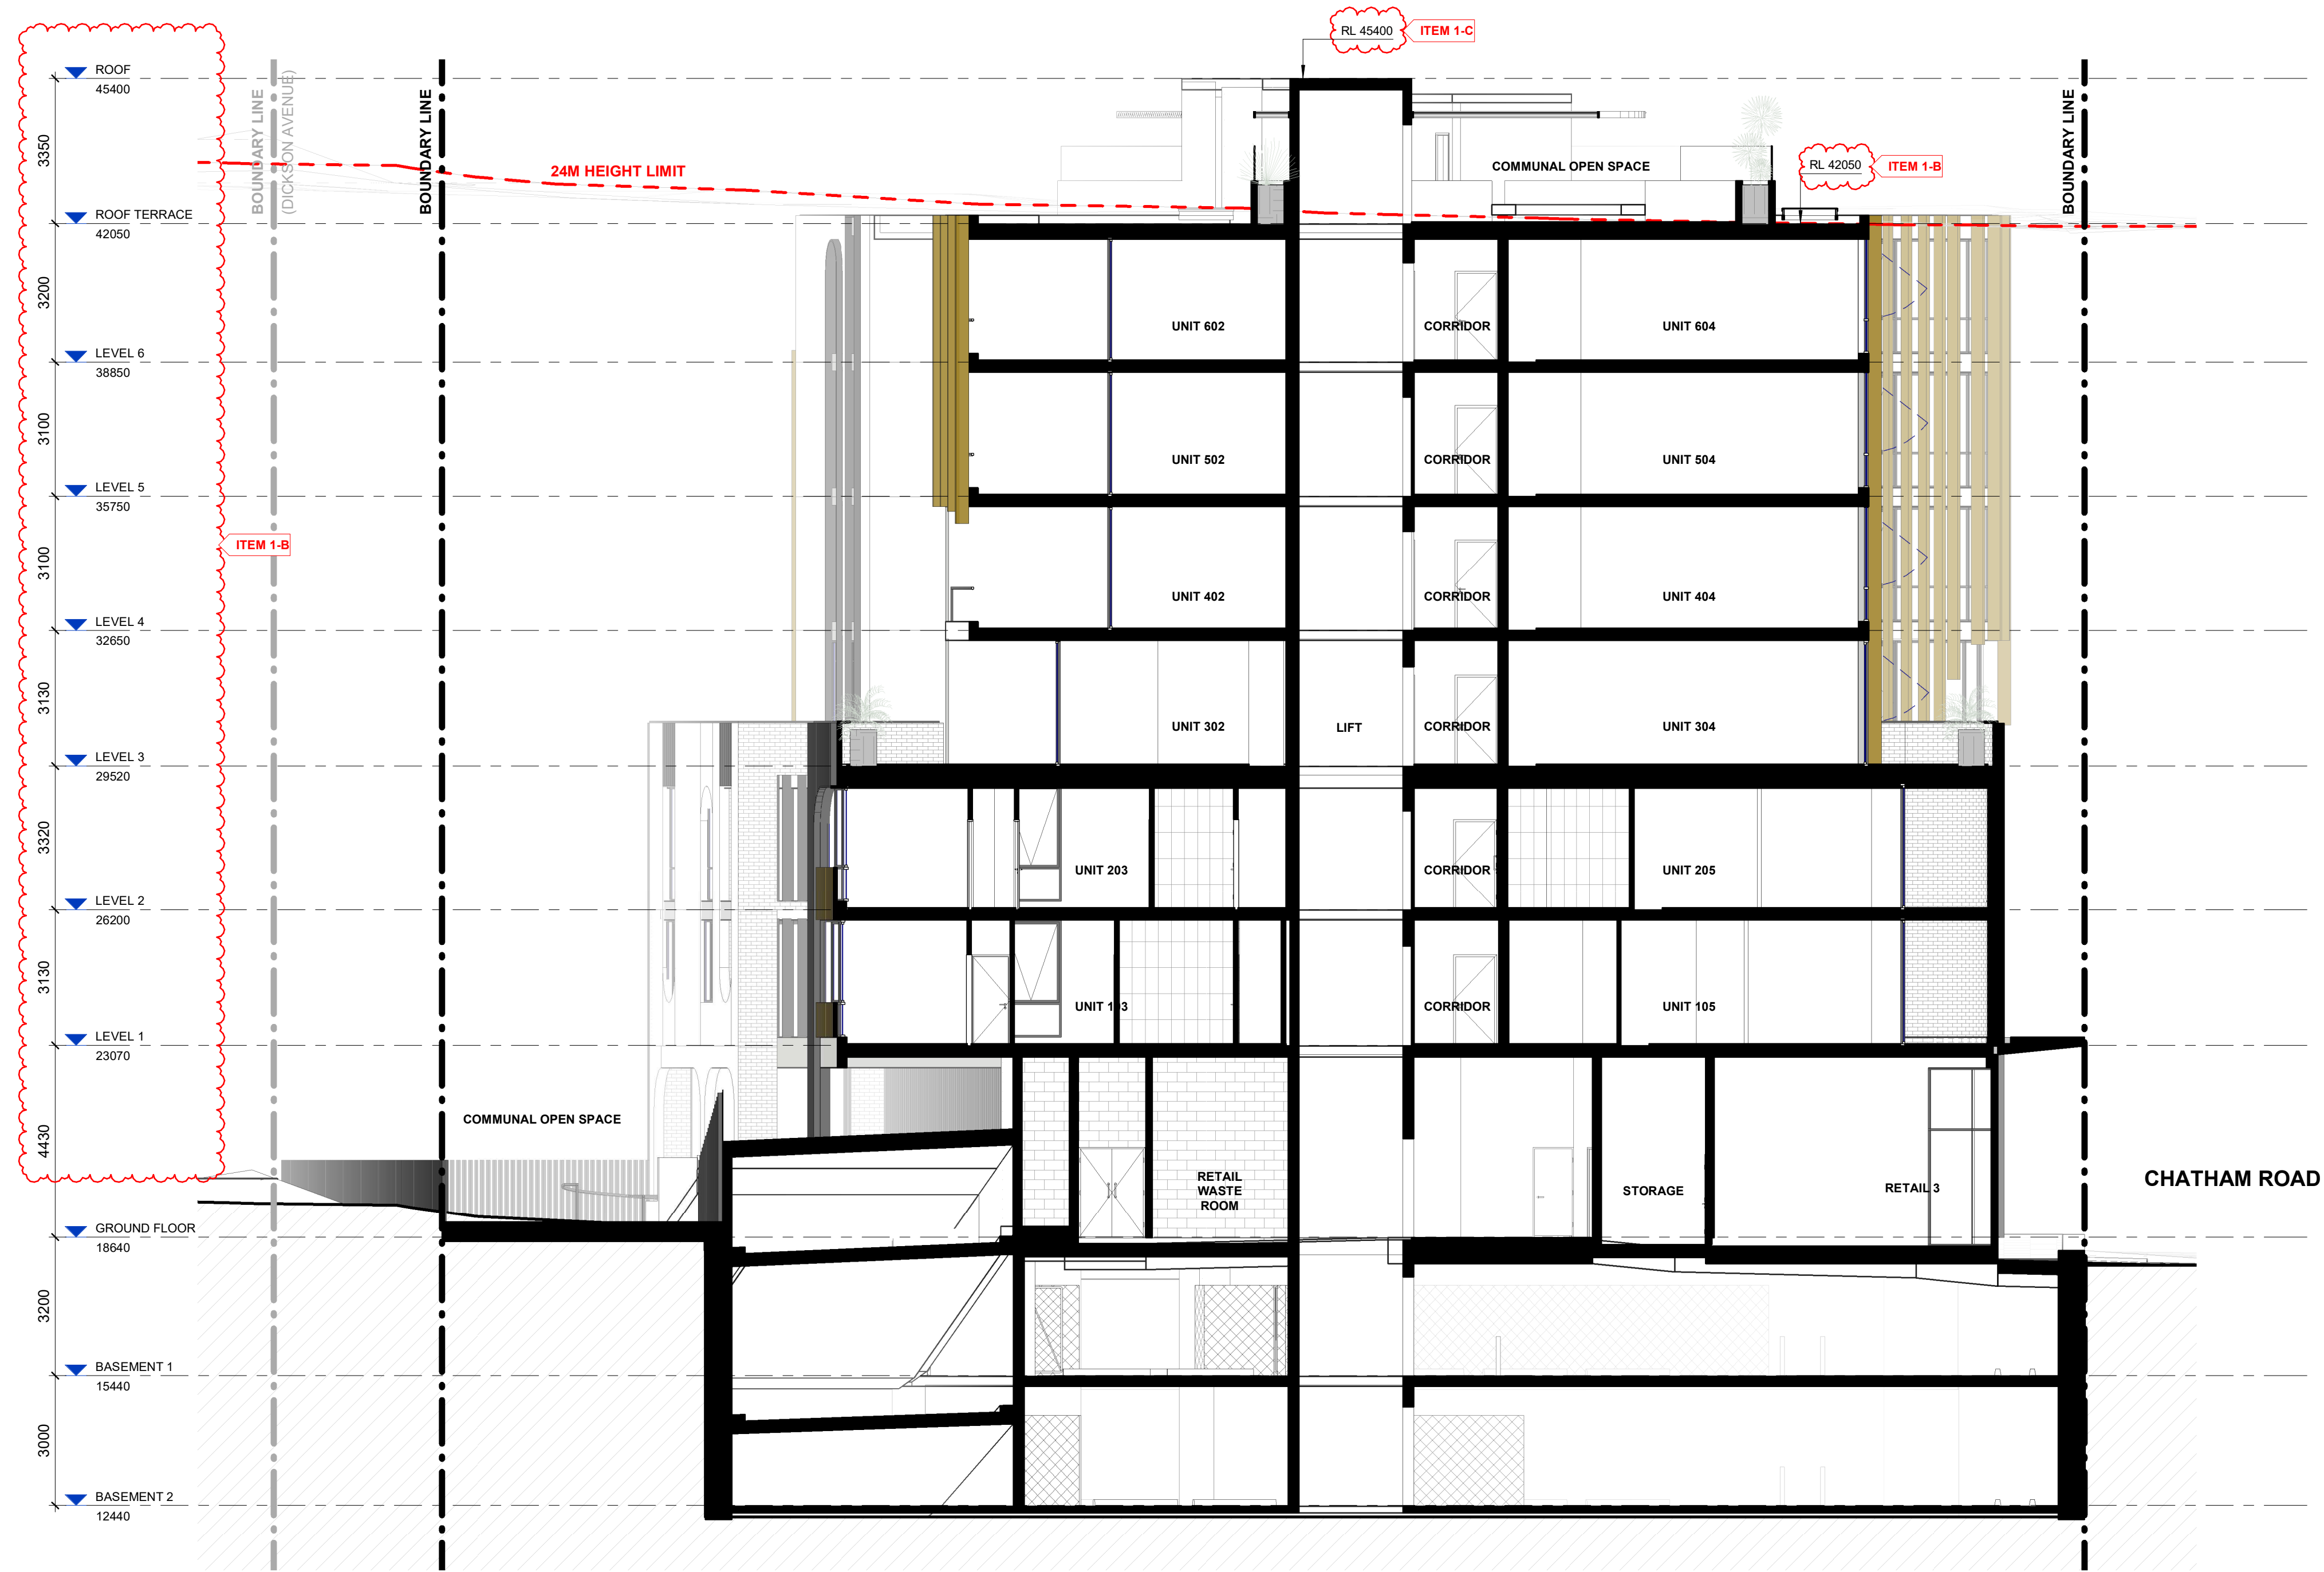 RL 45400
ITEM 1-C
ROOF
45400
BOUNDARY LINE
(DICKSON AVENUE)
BOUNDARY LINE
BOUNDARY LINE
3350
24M HEIGHT LIMIT
COMMUNAL OPEN SPACE
RL 42050
ITEM 1-B
ROOF TERRACE
42050
3200
UNIT 602
CORRIDOR
UNIT 604
LEVEL 6
38850
3100
UNIT 502
CORRIDOR
UNIT 504
LEVEL 5
35750
ITEM 1-B
3100
UNIT 402
CORRIDOR
UNIT 404
LEVEL 4
32650
3130
UNIT 302
LIFT
CORRIDOR
UNIT 304
LEVEL 3
29520
3320
UNIT 203
CORRIDOR
UNIT 205
LEVEL 2
26200
3130
UNIT 103
CORRIDOR
UNIT 105
LEVEL 1
23070
COMMUNAL OPEN SPACE
4430
RETAIL
WASTE
ROOM
STORAGE
RETAIL 3
CHATHAM ROAD
GROUND FLOOR
18640
3200
BASEMENT 1
15440
3000
BASEMENT 2
12440